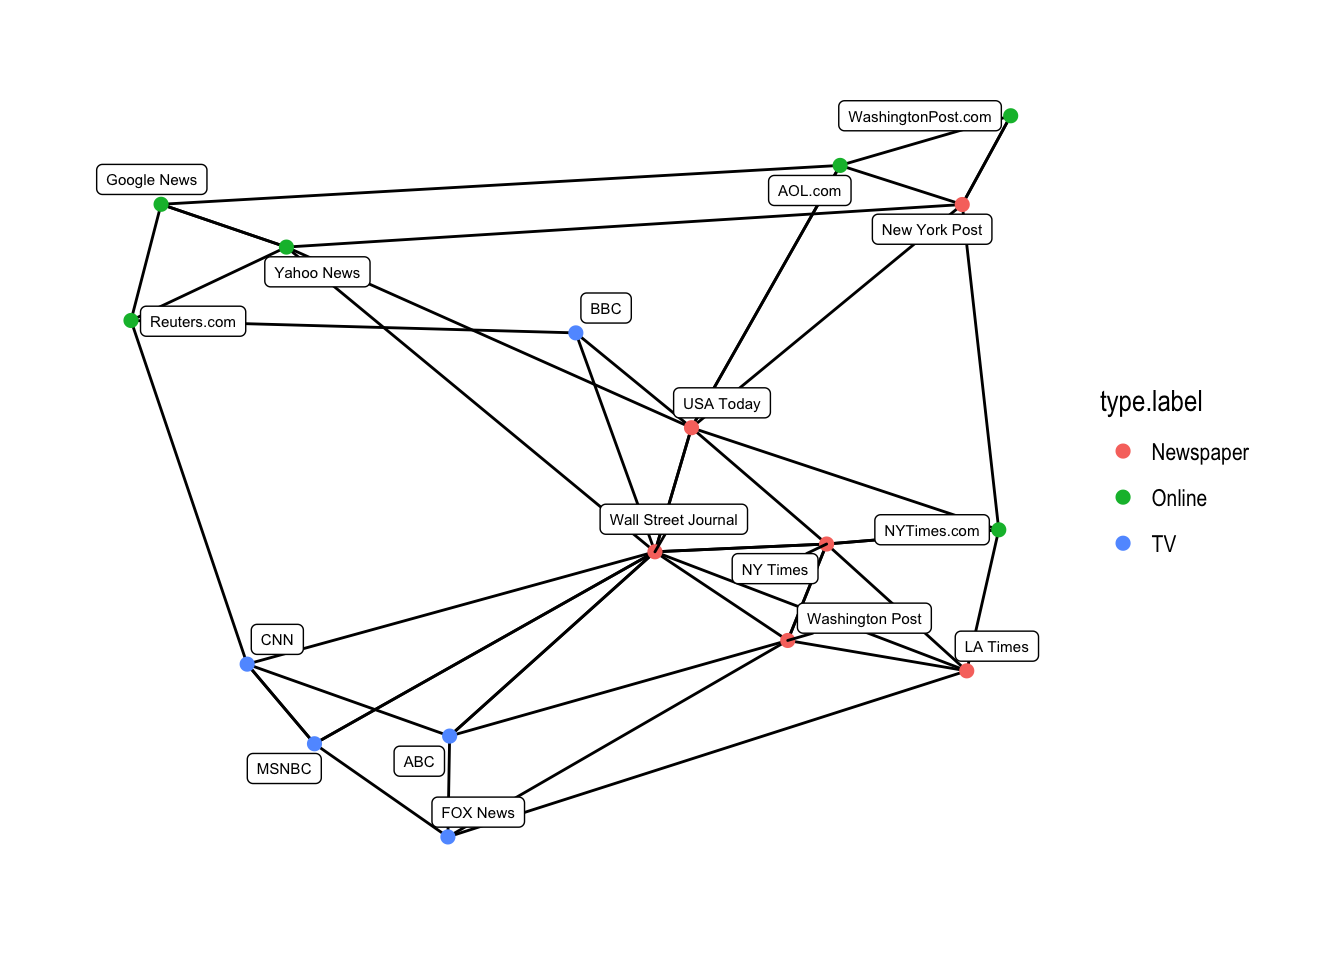 WashingtonPost.com
Google News
AOL.com
New York Post
Yahoo News
BBC
Reuters.com
USA Today
type.label
Newspaper
Online
TV
Wall Street Journal
NYTimes.com
NY Times
Washington Post
CNN
LA Times
ABC
MSNBC
FOX News